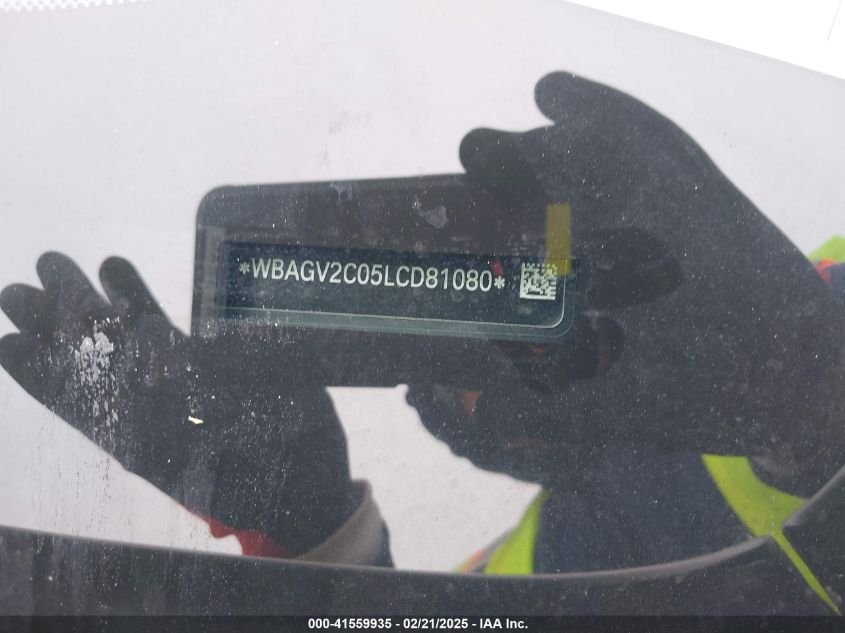 *WBAGV2C05LCD81080*
000-41559935 - 02/21/2025 - IAA Inc.